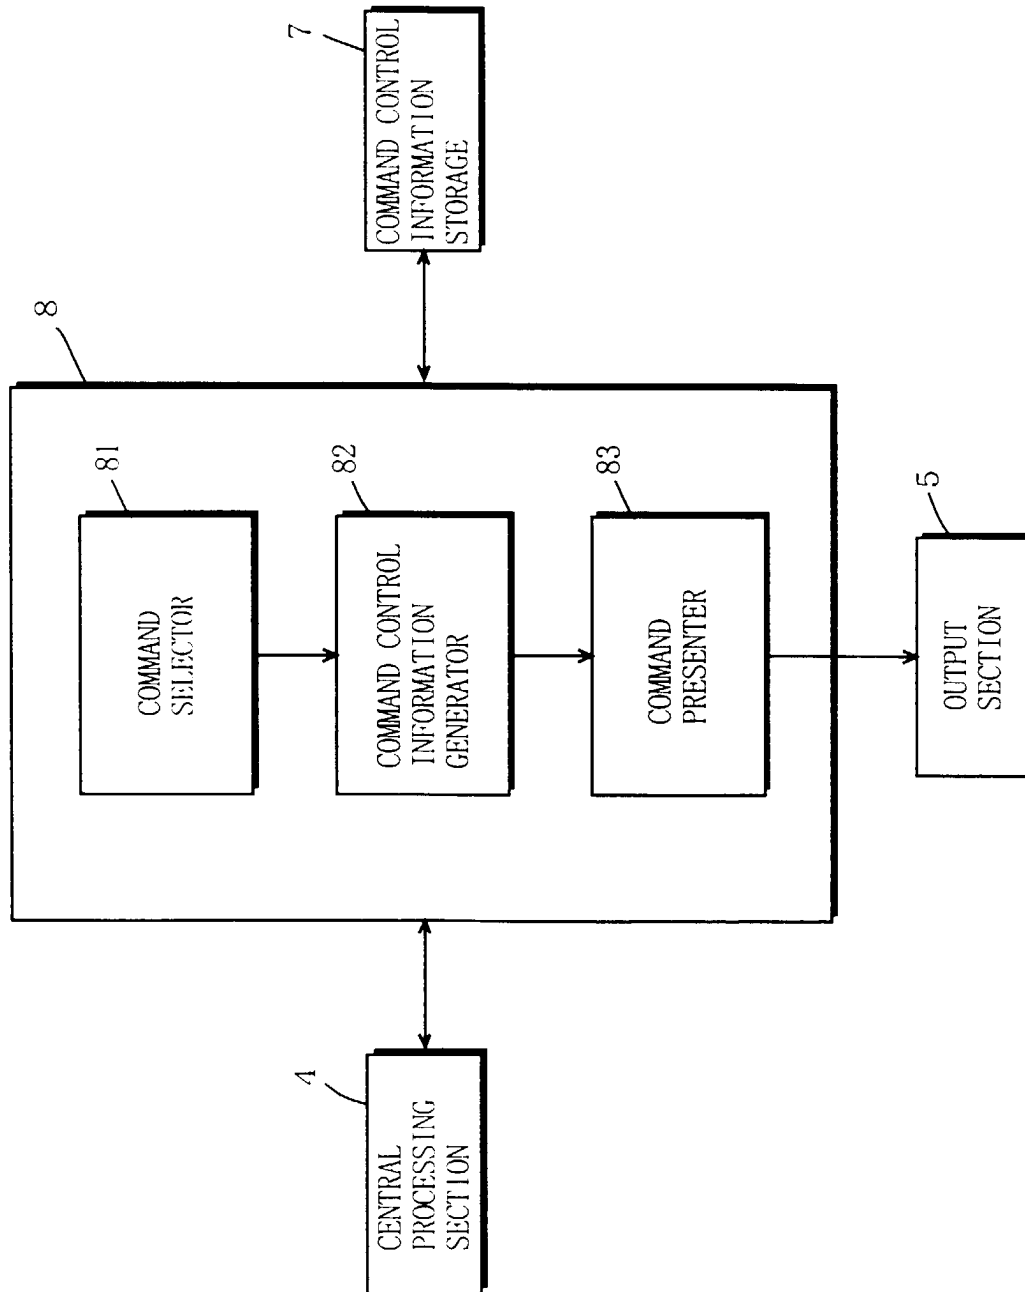 7
COMMAND CONTROL
INFORMATION
STORAGE
8
81
COMMAND
SELECTOR
82
COMMAND CONTROL
INFORMATION
GENERATOR
83
COMMAND
PRESENTER
5
OUTPUT
SECTION
4
CENTRAL
PROCESSING
SECTION